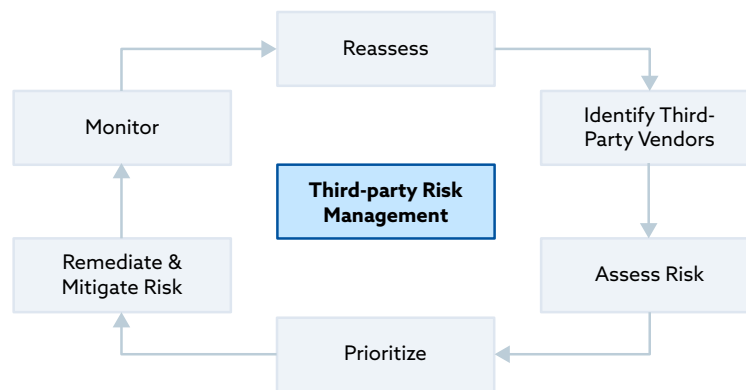 Reassess
Identify Third-
Party Vendors
Assess Risk
Prioritize
Remediate &
Mitigate Risk
Monitor
Third-party Risk
Management